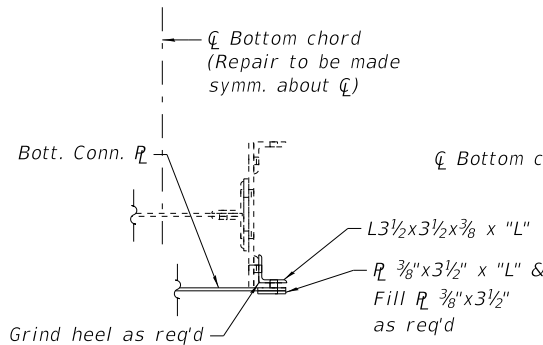 ℄ Bottom chord
(Repair to be made
symm. about ℄)
Bott. Conn. ⅊
℄ Bottom c
L3½x3½x⅜ x "L"
⅊ ⅜"x3½" x "L" &
Fill ⅊ ⅜"x3½"
as req'd
Grind heel as req'd